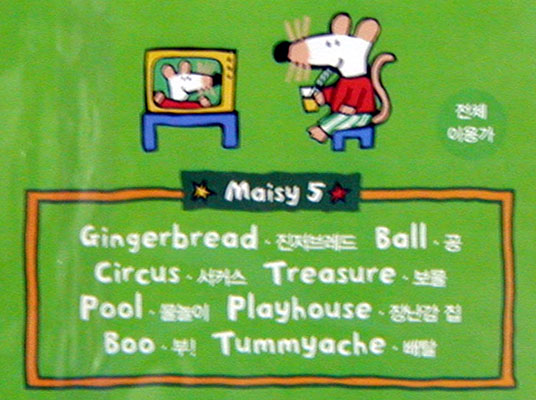 전체
이용가
Maisy 5
Gingerbread · 진저브레드 Ball · 공
Circus · 서커스 Treasure · 보물
Pool · 물놀이 Playhouse · 장난감 집
Boo · 부! Tummyache · 배탈